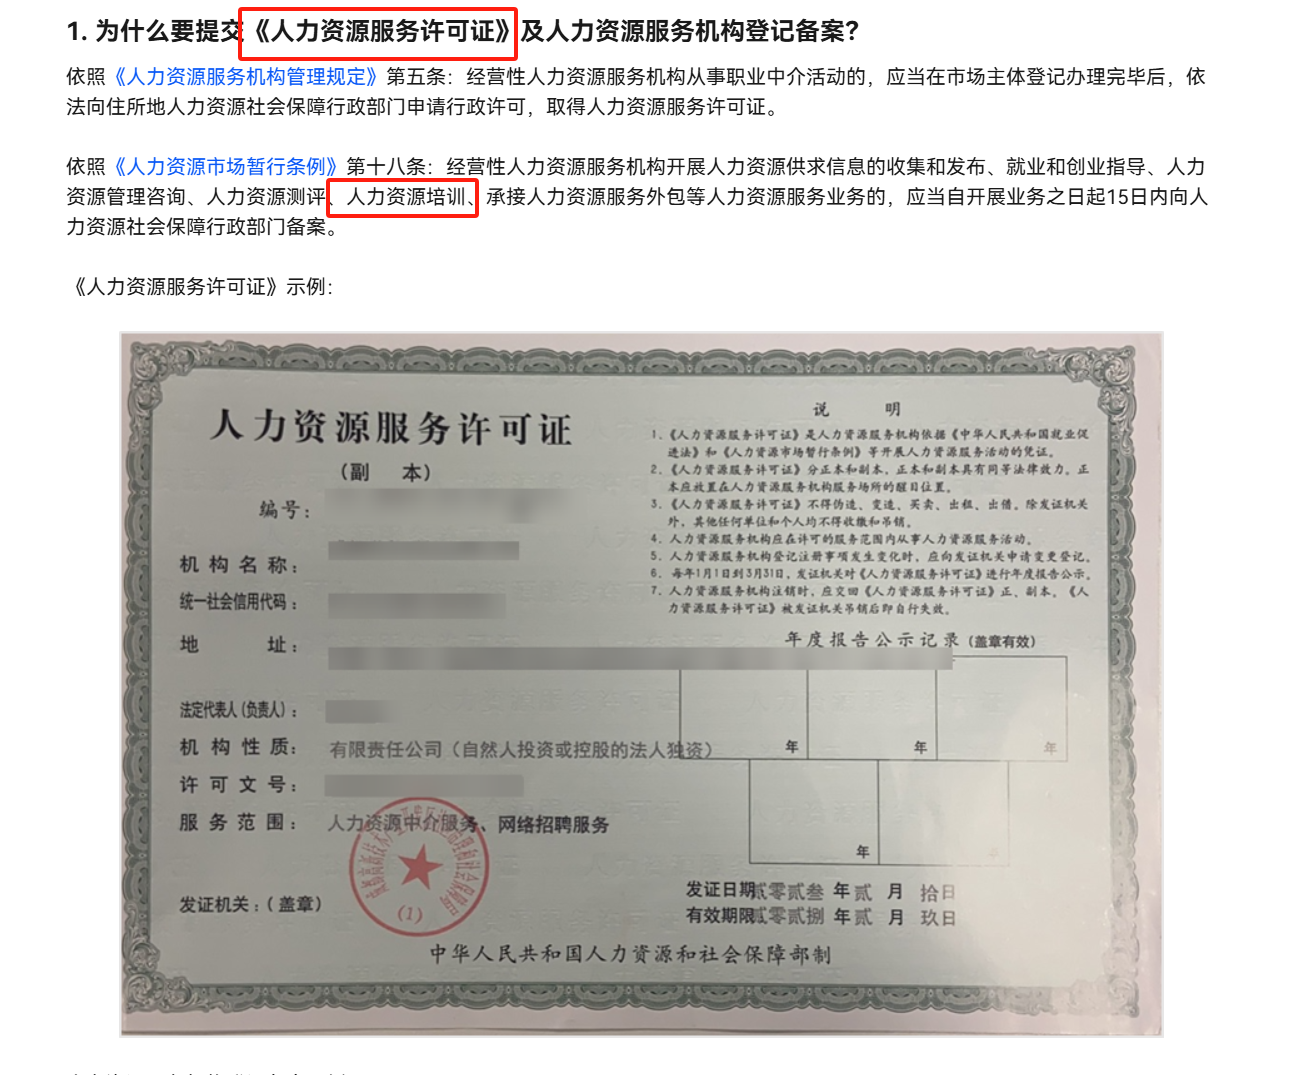 1. 为什么要提交《人力资源服务许可证》及人力资源服务机构登记备案？
依照《人力资源服务机构管理规定》第五条：经营性人力资源服务机构从事职业中介活动的，应当在市场主体登记办理完毕后，依
法向住所地人力资源社会保障行政部门申请行政许可，取得人力资源服务许可证。
依照《人力资源市场暂行条例》第十八条：经营性人力资源服务机构开展人力资源供求信息的收集和发布、就业和创业指导、人力
资源管理咨询、人力资源测评、人力资源培训、承接人力资源服务外包等人力资源服务业务的，应当自开展业务之日起15日内向人
力资源社会保障行政部门备案。
《人力资源服务许可证》示例：
人力资源服务许可证
（副 本）
编号：
机构名称：
统一社会信用代码：
地 址：
法定代表人（负责人）：
机构性质： 有限责任公司（自然人投资或控股的法人独资）
许可文号：
服务范围： 人力资源中介服务、网络招聘服务
发证机关：（盖章）
(1)
说 明
1、《人力资源服务许可证》是人力资源服务机构依据《中华人民共和国就业促
进法》和《人力资源市场暂行条例》等开展人力资源服务活动的凭证。
2、《人力资源服务许可证》分正本和副本，正本和副本具有同等法律效力。正
本应放置在人力资源服务机构服务场所的醒目位置。
3、《人力资源服务许可证》不得伪造、变造、买卖、出租、出借。除发证机关
外，其他任何单位和个人均不得收缴和吊销。
4、人力资源服务机构应在许可的服务范围内从事人力资源服务活动。
5、人力资源服务机构登记注册事项发生变化时，应向发证机关申请变更登记。
6、每年1月1日到3月31日，发证机关对《人力资源服务许可证》进行年度报告公示。
7、人力资源服务机构注销时，应交回《人力资源服务许可证》正、副本。《人
力资源服务许可证》被发证机关吊销后即自行失效。
年度报告公示记录（盖章有效）
年 年 年
年 年
发证日期 贰零贰叁 年 贰 月 拾 日
有效期限 贰零贰捌 年 贰 月 玖 日
中华人民共和国人力资源和社会保障部制